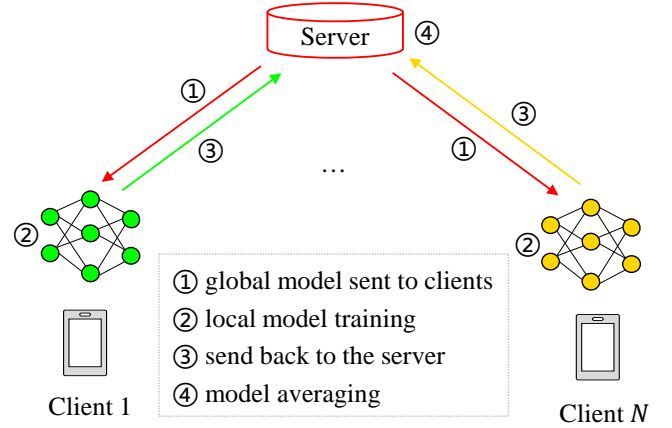 Server ④
① ③
③ ①
…
② ②
① global model sent to clients
② local model training
③ send back to the server
④ model averaging
Client 1 Client N